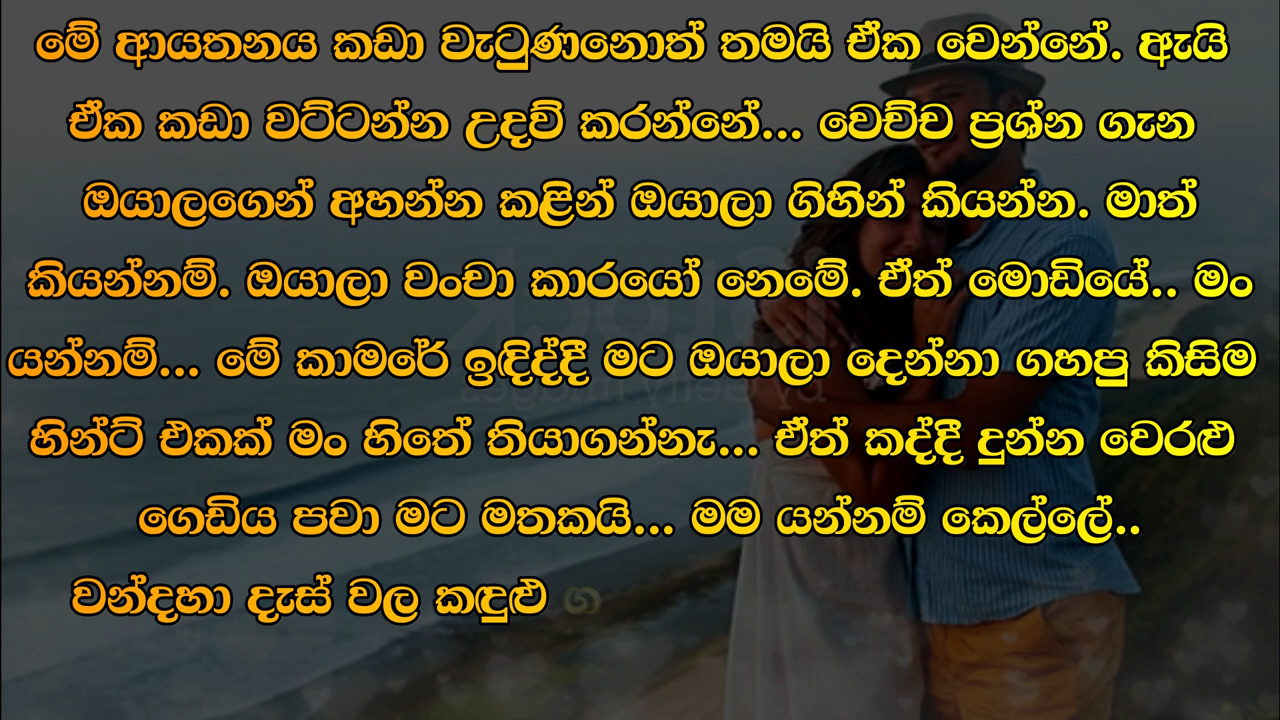 මේ ආයතනය කඩා වැටුණනොත් තමයි ඒක වෙන්නේ. ඇයි
ඒක කඩා වට්ටන්න උදව් කරන්නේ... වෙච්ච ප්‍රශ්න ගැන
ඔයාලගෙන් අහන්න කළින් ඔයාලා ගිහින් කියන්න. මාත්
කියන්නම්. ඔයාලා වංචා කාරයෝ නෙමේ. ඒත් මොඩියේ.. මං
යන්නම්... මේ කාමරේ ඉඳිද්දී මට ඔයාලා දෙන්නා ගහපු කිසිම
හින්ට් එකක් මං හිතේ තියාගන්නැ... ඒත් කද්දී දුන්න වෙරළු
ගෙඩිය පවා මට මතකයි... මම යන්නම් කෙල්ලේ..
වන්දහා දැස් වල කඳුළු ග